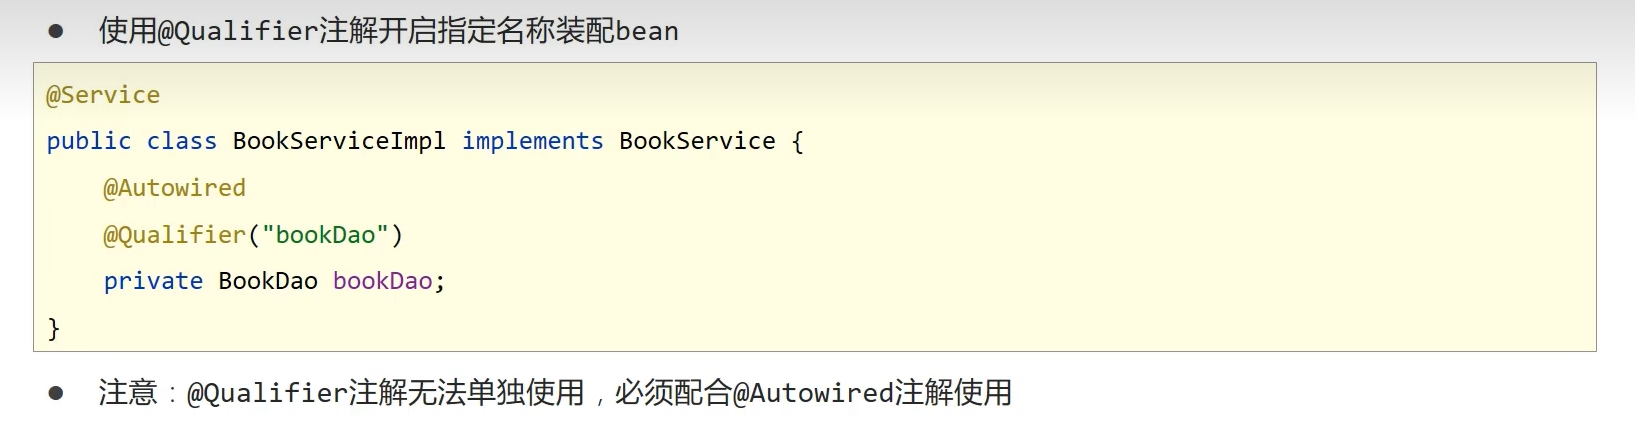 ● 使用@Qualifier注解开启指定名称装配bean
@Service
public class BookServiceImpl implements BookService {
    @Autowired
    @Qualifier("bookDao")
    private BookDao bookDao;
}
● 注意：@Qualifier注解无法单独使用，必须配合@Autowired注解使用